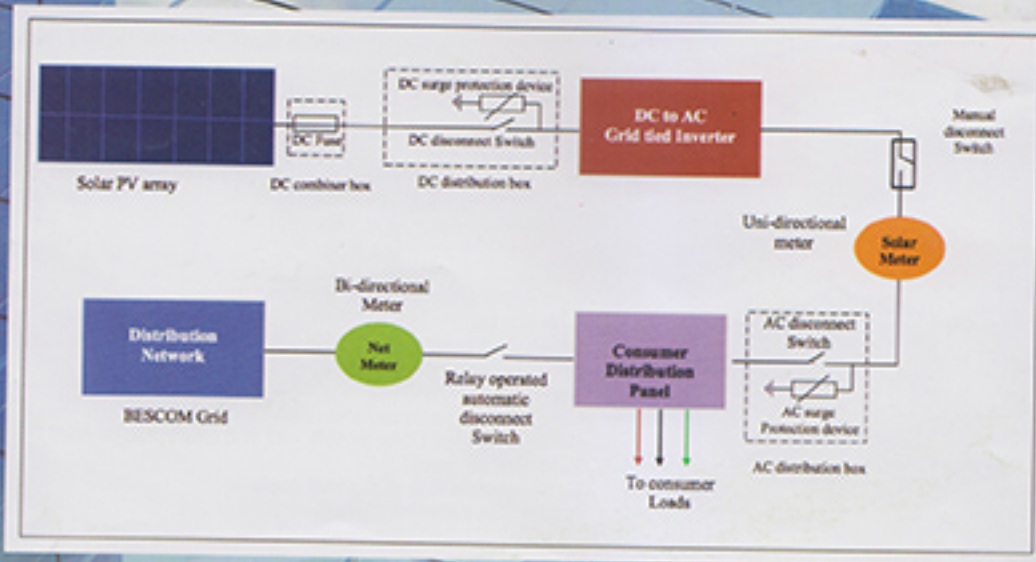 DC surge protection device
DC Fuse
DC disconnect Switch
DC to AC
Grid tied Inverter
Manual
disconnect
Switch
Solar PV array
DC combiner box
DC distribution box
Uni-directional
meter
Solar
Meter
Bi-directional
Meter
Distribution
Network
Net
Meter
Consumer
Distribution
Panel
AC disconnect
Switch
Relay operated
automatic
disconnect
Switch
AC surge
Protection device
BESCOM Grid
AC distribution box
To consumer
Loads